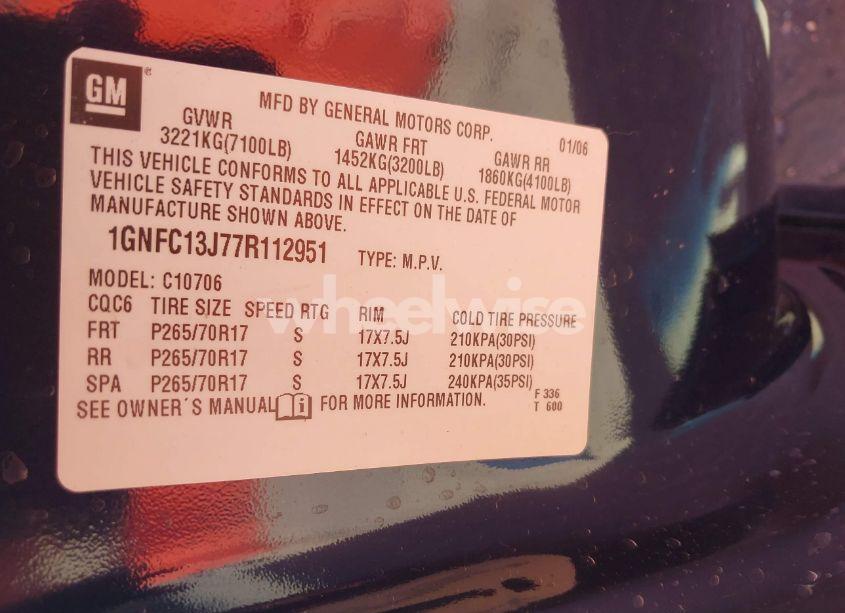 GM
MFD BY GENERAL MOTORS CORP. 01/06
GVWR GAWR FRT GAWR RR
3221KG(7100LB) 1452KG(3200LB) 1860KG(4100LB)
THIS VEHICLE CONFORMS TO ALL APPLICABLE U.S. FEDERAL MOTOR
VEHICLE SAFETY STANDARDS IN EFFECT ON THE DATE OF
MANUFACTURE SHOWN ABOVE.
1GNFC13J77R112951 TYPE: M.P.V.
MODEL: C10706
CQC6 TIRE SIZE SPEED RTG RIM COLD TIRE PRESSURE
FRT P265/70R17 S 17X7.5J 210KPA(30PSI)
RR P265/70R17 S 17X7.5J 210KPA(30PSI)
SPA P265/70R17 S 17X7.5J 240KPA(35PSI)
SEE OWNER´S MANUAL i FOR MORE INFORMATION.
F 336
T 600
wheelwise